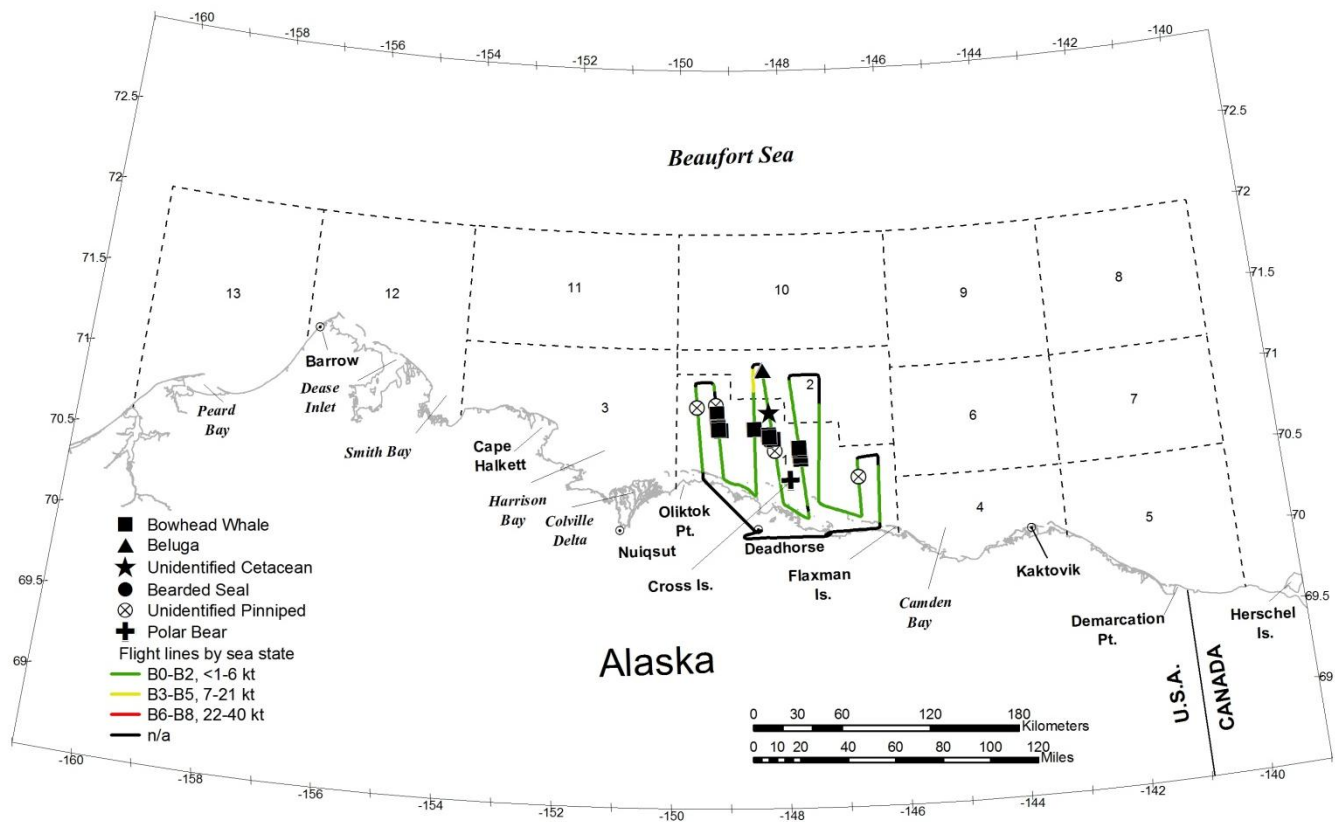 -160
-158
-156
-154
-152
-150
-148
-146
-144
-142
-140
72.5
72.5
Beaufort Sea
72
72
71.5
71.5
13
12
11
10
9
8
71
71
Barrow
Dease
Inlet
Peard
Bay
Smith Bay
3
2
6
7
70.5
70.5
Cape
Halkett
1
Harrison
Bay
Colville
Delta
Oliktok
Pt.
4
5
70
70
Nuiqsut
Deadhorse
Cross Is.
Flaxman
Is.
Camden
Bay
Kaktovik
Demarcation
Pt.
Herschel
Is.
69.5
69.5
69
69
Bowhead Whale
Beluga
Unidentified Cetacean
Bearded Seal
Unidentified Pinniped
Polar Bear
Flight lines by sea state
B0-B2, <1-6 kt
B3-B5, 7-21 kt
B6-B8, 22-40 kt
n/a
Alaska
U.S.A.
CANADA
0 30 60 120 180
Kilometers
0 10 20 40 60 80 100 120
Miles
-160
-156
-154
-152
-150
-148
-146
-144
-142
-140